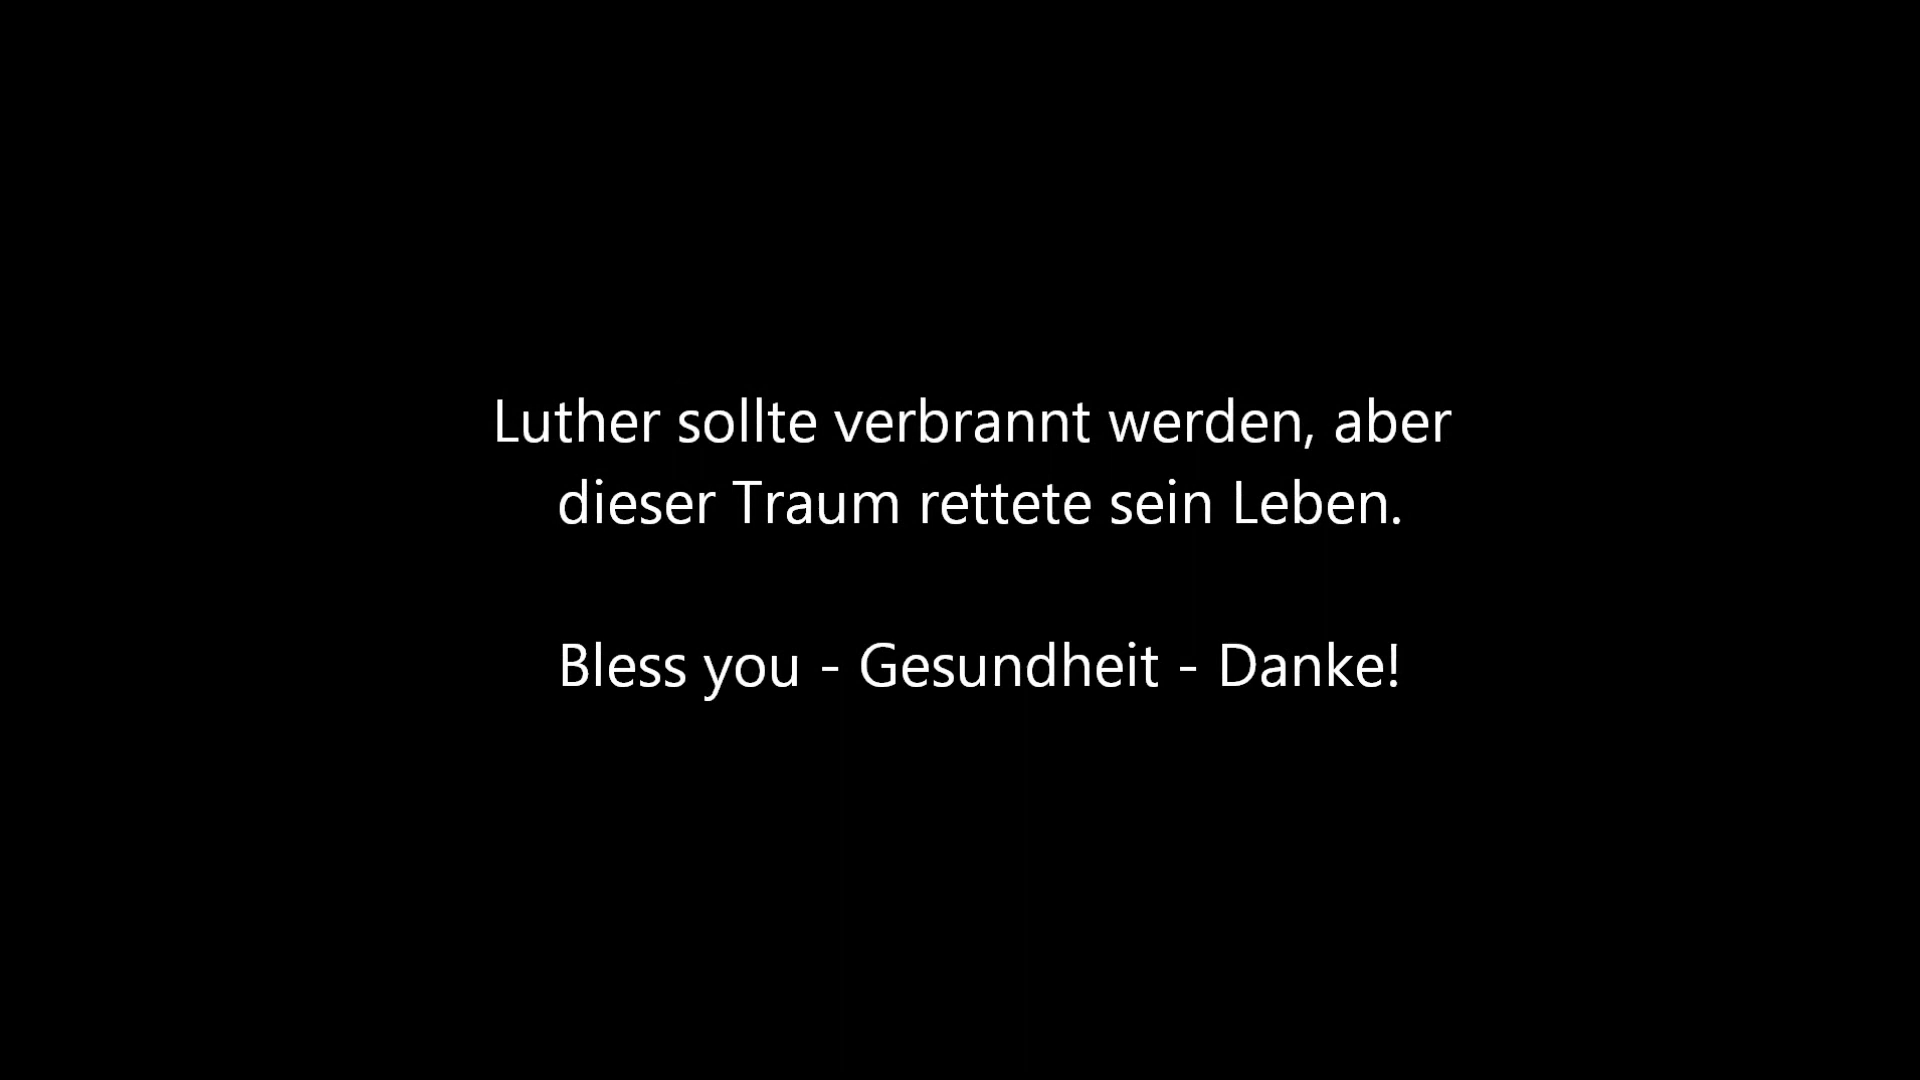 Luther sollte verbrannt werden, aber
dieser Traum rettete sein Leben.
Bless you - Gesundheit - Danke!